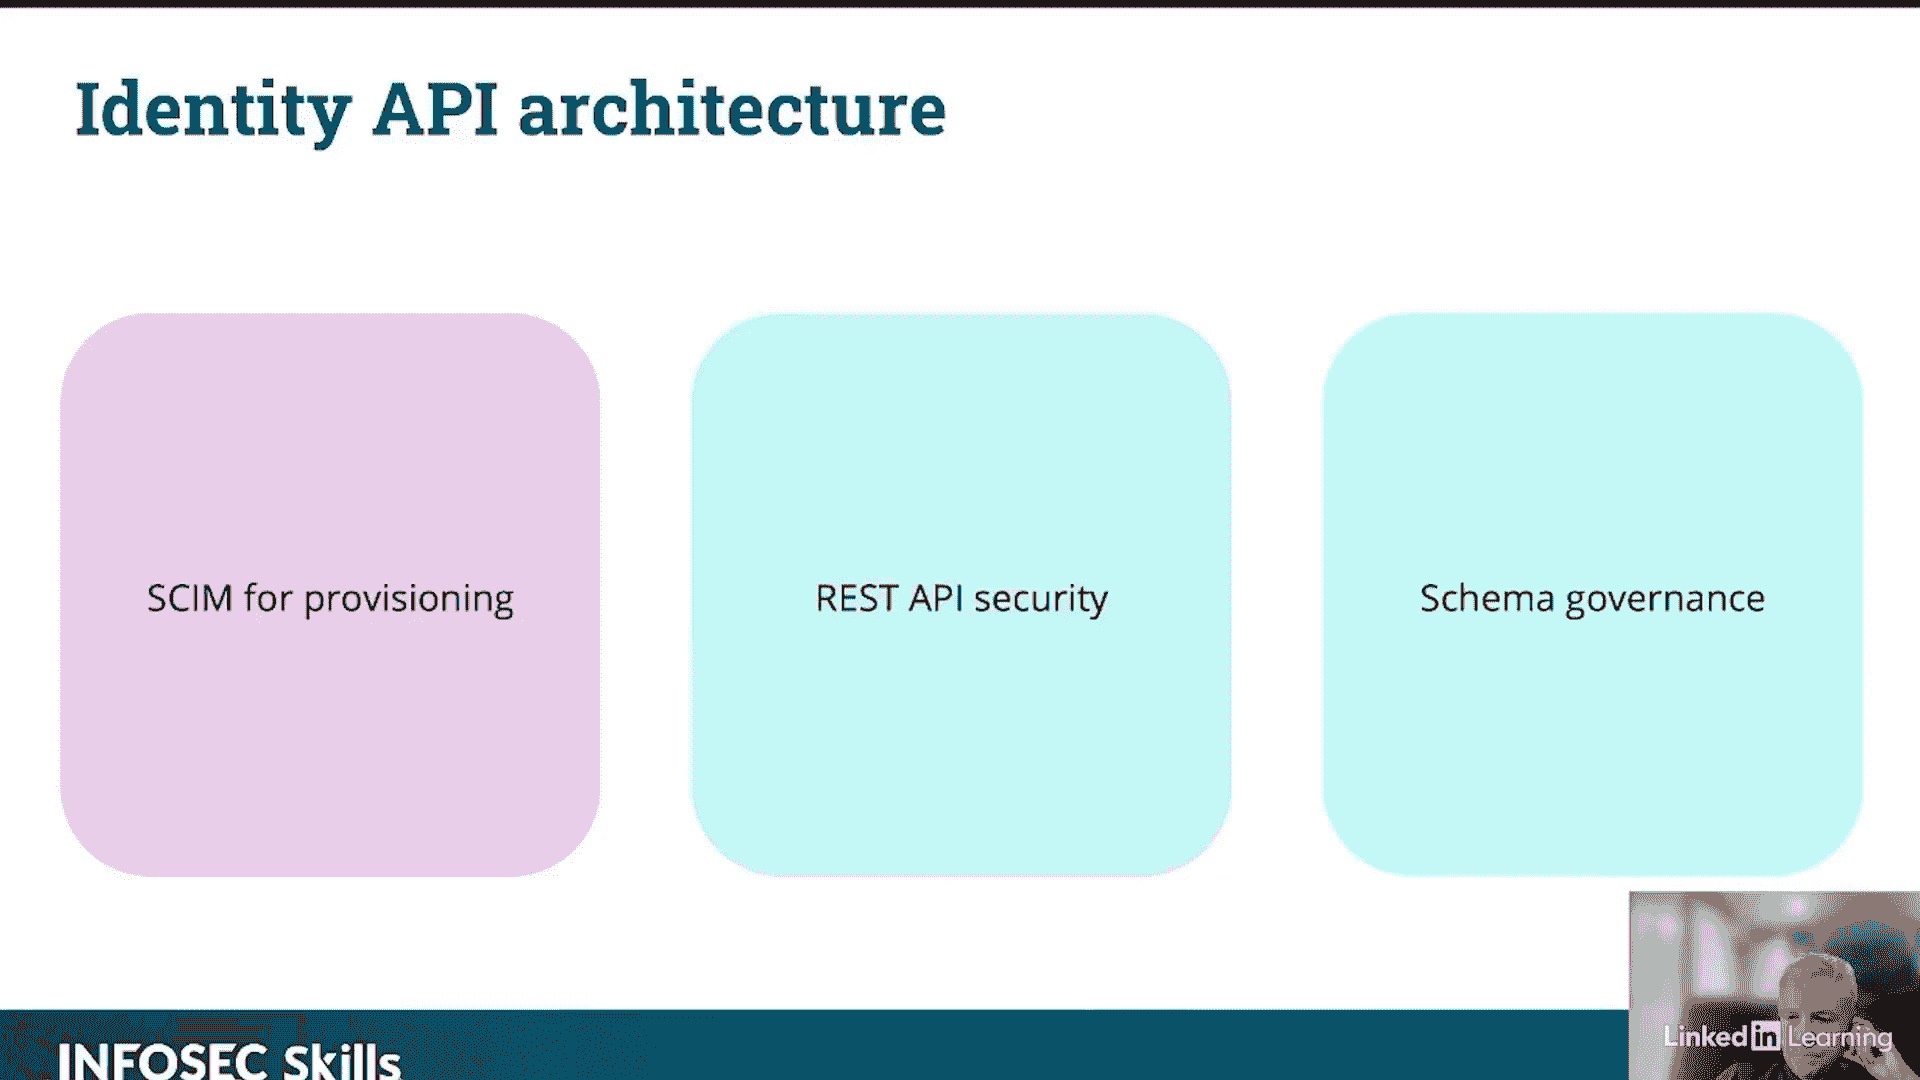 Identity API architecture
SCIM for provisioning
REST API security
Schema governance
INFOSEC Skills
LinkedIn Learning